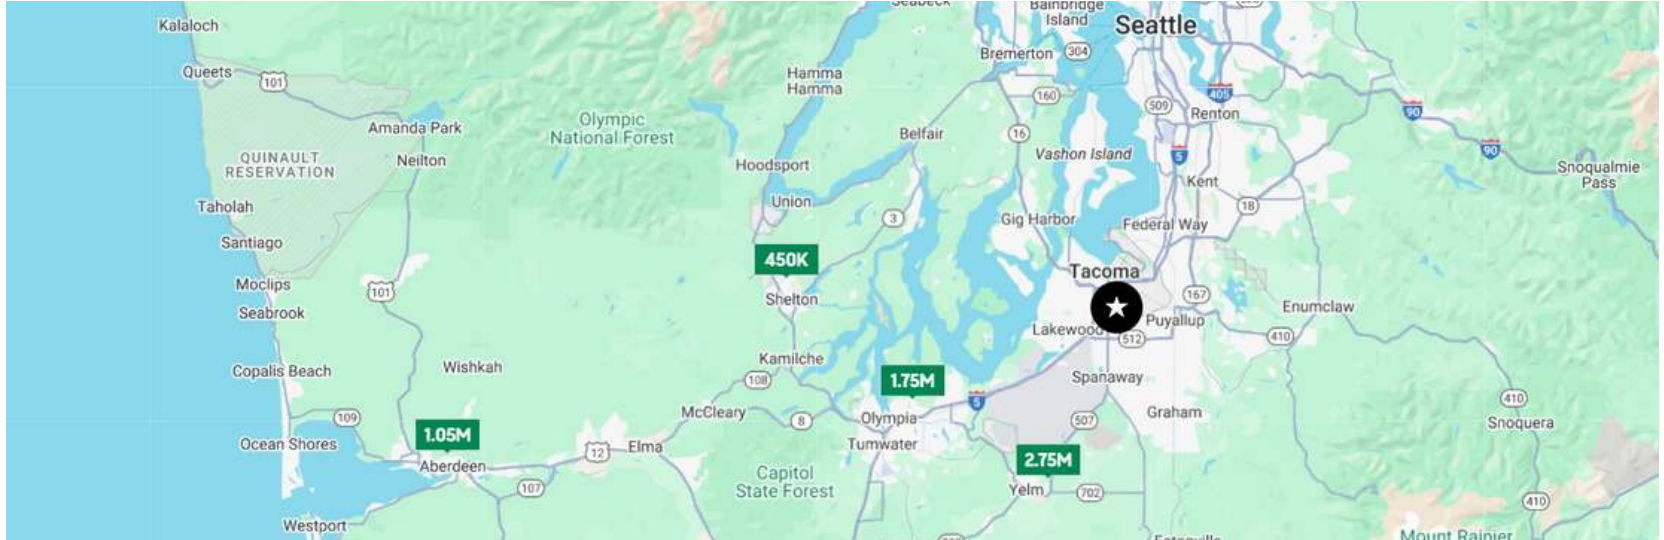 Seabeck
Bainbridge
Island
Seattle
Kalaloch
Bremerton
304
Queets
101
Hamma
Hamma
160
509
405
Renton
90
Olympic
National Forest
Amanda Park
Belfair
16
Vashon Island
5
90
Snoqualmie
Pass
QUINAULT
RESERVATION
Neilton
Hoodsport
Kent
Union
Taholah
3
Gig Harbor
18
Federal Way
Santiago
450K
Tacoma
Moclips
101
Shelton
167
Seabrook
Lakewood
Puyallup
Enumclaw
512
410
Kamilche
Copalis Beach
Wishkah
108
1.75M
Spanaway
5
410
109
McCleary
8
Olympia
507
Graham
Snoquera
1.05M
Ocean Shores
12
Elma
Tumwater
Aberdeen
2.75M
Capitol
State Forest
107
Yelm
702
410
Westport
Mount Rainier
Eatonville